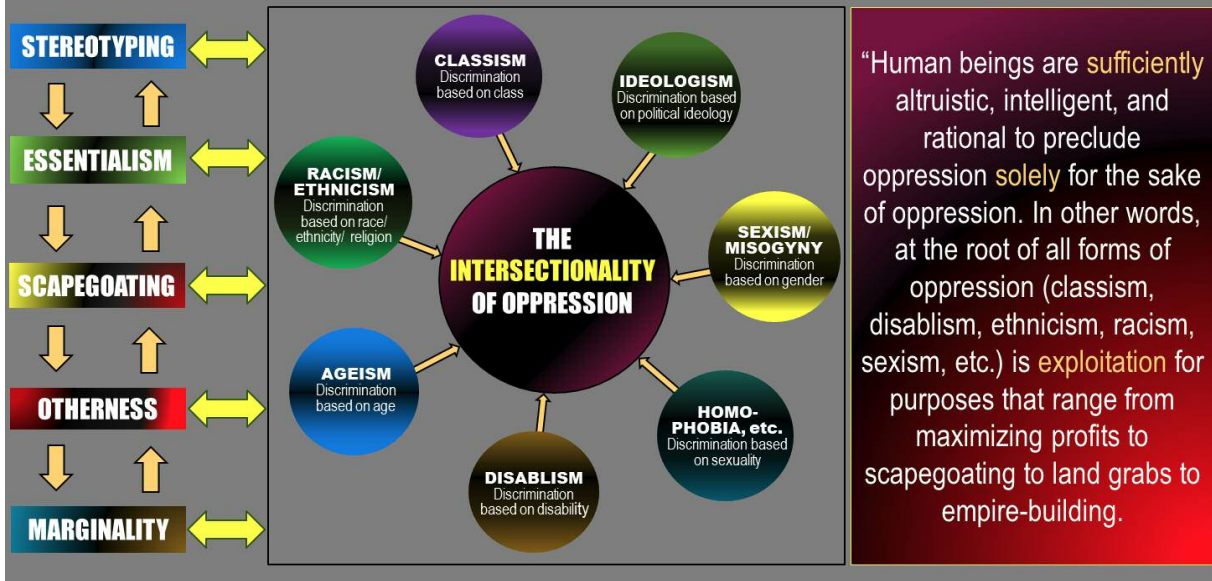 STEREOTYPING
ESSENTIALISM
SCAPEGOATING
OTHERNESS
MARGINALITY
CLASSISM
Discrimination
based on class
IDEOLOGISM
Discrimination based
on political ideology
RACISM/
ETHNICISM
Discrimination
based on race/
ethnicity/ religion
THE
INTERSECTIONALITY
OF OPPRESSION
SEXISM/
MISOGYNY
Discrimination
based on gender
AGEISM
Discrimination
based on age
HOMO-
PHOBIA, etc.
Discrimination based
on sexuality
DISABLISM
Discrimination
based on disability
“Human beings are sufficiently
altruistic, intelligent, and
rational to preclude
oppression solely for the sake
of oppression. In other words,
at the root of all forms of
oppression (classism,
disablism, ethnicism, racism,
sexism, etc.) is exploitation for
purposes that range from
maximizing profits to
scapegoating to land grabs to
empire-building.